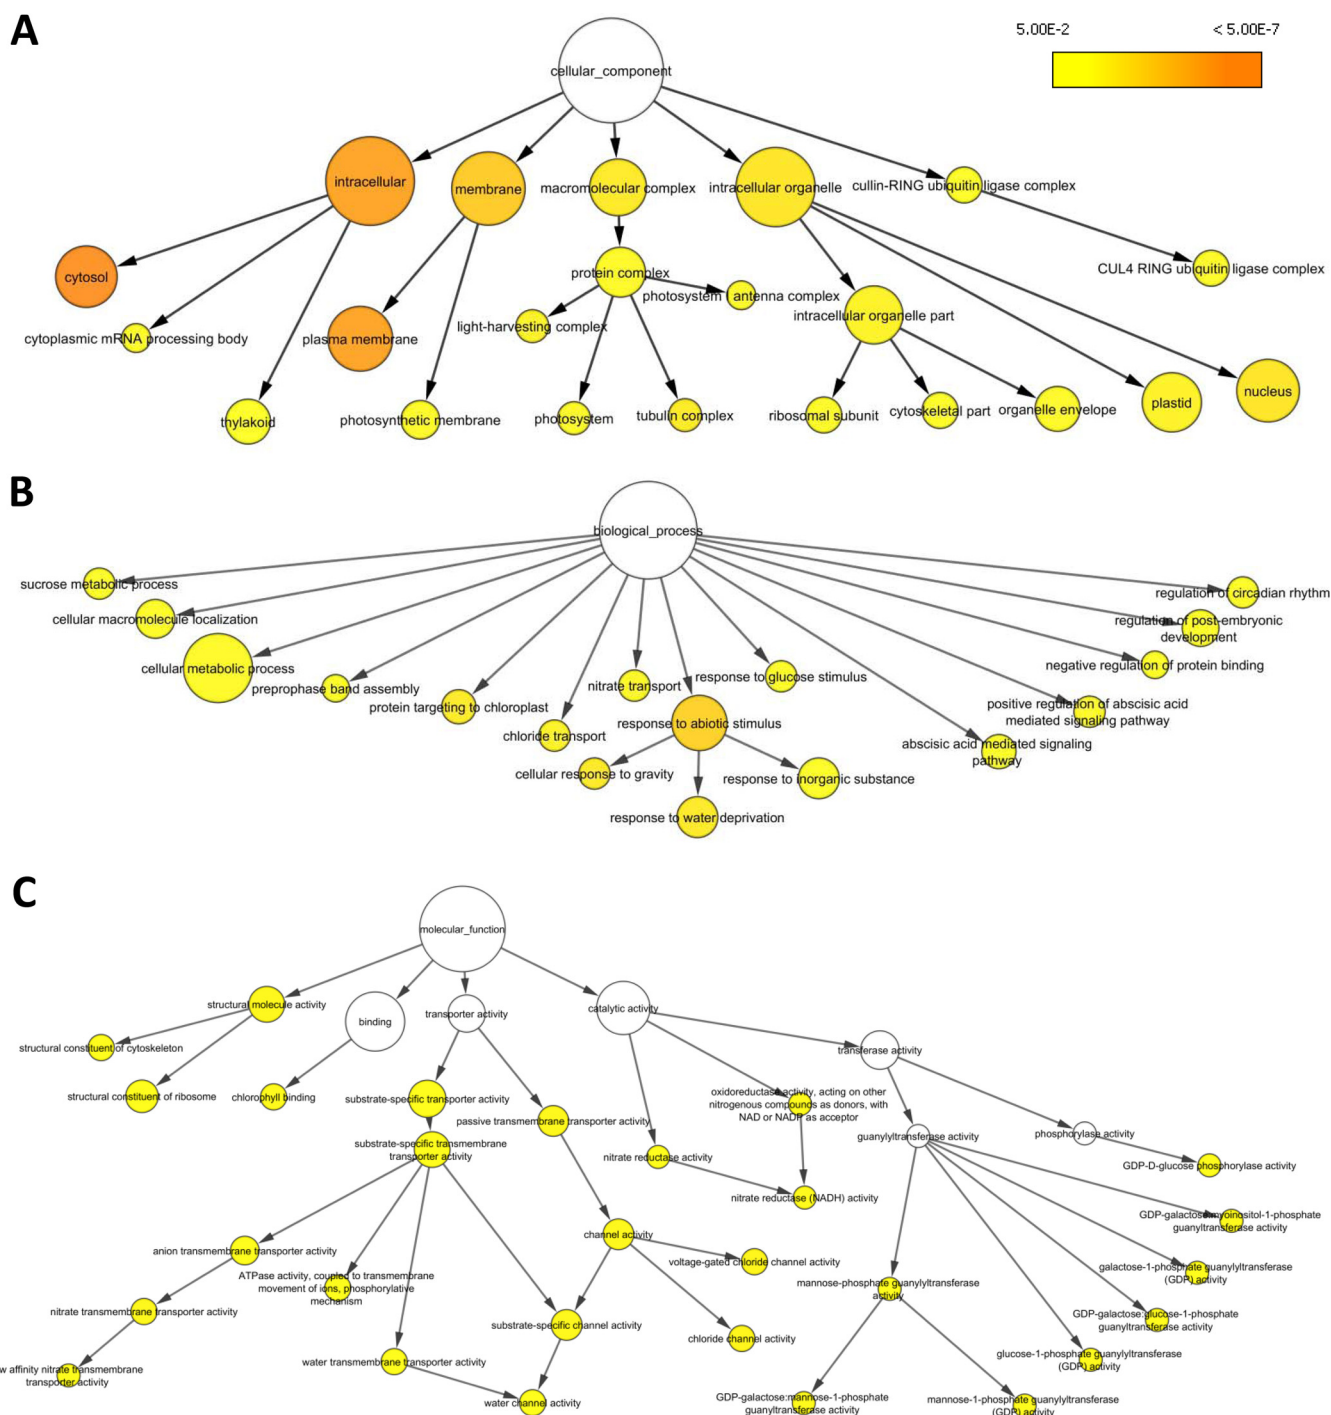 A
5.00E-2
< 5.00E-7
cellular_component
intracellular
membrane
macromolecular complex
intracellular organelle
cullin-RING ubiquitin ligase complex
cytosol
protein complex
CUL4 RING ubiquitin ligase complex
photosystem I antenna complex
cytoplasmic mRNA processing body
plasma membrane
light-harvesting complex
intracellular organelle part
thylakoid
photosynthetic membrane
photosystem
tubulin complex
ribosomal subunit
cytoskeletal part
organelle envelope
plastid
nucleus
B
biological_process
sucrose metabolic process
cellular macromolecule localization
cellular metabolic process
preprophase band assembly
protein targeting to chloroplast
chloride transport
nitrate transport
response to glucose stimulus
response to abiotic stimulus
cellular response to gravity
response to inorganic substance
response to water deprivation
regulation of circadian rhythm
regulation of post-embryonic
development
negative regulation of protein binding
positive regulation of abscisic acid
mediated signaling pathway
abscisic acid mediated signaling
pathway
C
molecular_function
structural molecule activity
binding
transporter activity
catalytic activity
structural constituent of cytoskeleton
transferase activity
structural constituent of ribosome
chlorophyll binding
substrate-specific transporter activity
passive transmembrane transporter activity
oxidoreductase activity, acting on other
nitrogenous compounds as donors, with
NAD or NADP as acceptor
guanylyltransferase activity
phosphorylase activity
substrate-specific transmembrane
transporter activity
nitrate reductase activity
GDP-D-glucose phosphorylase activity
nitrate reductase (NADH) activity
GDP-galactose:myoinositol-1-phosphate
guanyltransferase activity
anion transmembrane transporter activity
channel activity
voltage-gated chloride channel activity
galactose-1-phosphate guanylyltransferase
(GDP) activity
ATPase activity, coupled to transmembrane
movement of ions, phosphorylative
mechanism
mannose-phosphate guanylyltransferase
activity
nitrate transmembrane transporter activity
substrate-specific channel activity
chloride channel activity
GDP-galactose:glucose-1-phosphate
guanyltransferase activity
glucose-1-phosphate guanylyltransferase
(GDP) activity
w affinity nitrate transmembrane
transporter activity
water transmembrane transporter activity
water channel activity
GDP-galactose:mannose-1-phosphate
guanyltransferase activity
mannose-1-phosphate guanylyltransferase
(GDP) activity